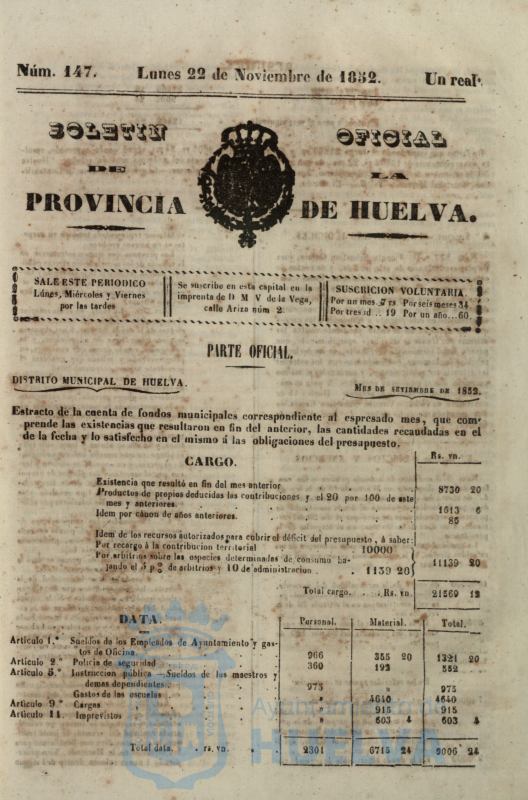 Núm. 147. Lunes 22 de Noviembre de 1852. Un real.
BOLETIN OFICIAL
DE LA
PROVINCIA DE HUELVA.
SALE ESTE PERIODICO
Lúnes, Miércoles y Viernes
por las tardes
Se suscribe en esta capital en la
imprenta de D M V de la Vega,
calle Arizo núm 2
SUSCRICION VOLUNTARIA
Por un mes 7 rs Por seis meses 34
Por tres id .. 19 Por un año... 60.
PARTE OFICIAL.
DISTRITO MUNICIPAL DE HUELVA. MES DE SETIEMBRE DE 1852.
Estracto de la cuenta de fondos municipales correspondiente al espresado mes, que com-
prende las existencias que resultaron en fin del anterior, las cantidades recaudadas en el
de la fecha y lo satisfecho en el mismo á las obligaciones del presupuesto.
CARGO. Rs. vn.
Existencia que resultó en fin del mes anterior 8730 20
Productos de propios deducidas las contribuciones y el 20 por 100 de este
mes y anteriores. 1613 6
Idem por cánon de años anteriores. 85
Idem de los recursos autorizados para cubrir el déficit del presupuesto, á saber:
Por recargo á la contribucion territorial 10000
Por arbitrios sobre las especies determinadas de consumo ba-
jando el 5 p% de arbitrios y 10 de administracion . 1139 20 11139 20
Total cargo. . . Rs. vn. 21569 12
DATA. Personal. Material. Total.
Artículo 1.° Sueldos de los Empleados de Ayuntamiento y gas-
tos de Oficina. 966 355 20 1321 20
Artículo 2.° Policia de seguridad 360 192 552
Artículo 5.° Instruccion pública—Sueldos de los maestros y
demas dependientes. 975 » 975
Gastos de las escuelas » 4640 4640
Artículo 9.° Cargas » 915 915
Artículo 11. Imprevistos » 603 4 603 4
Total data. . rs. vn. 2301 6715 24 9006 24
Ayuntamiento de
HUELVA